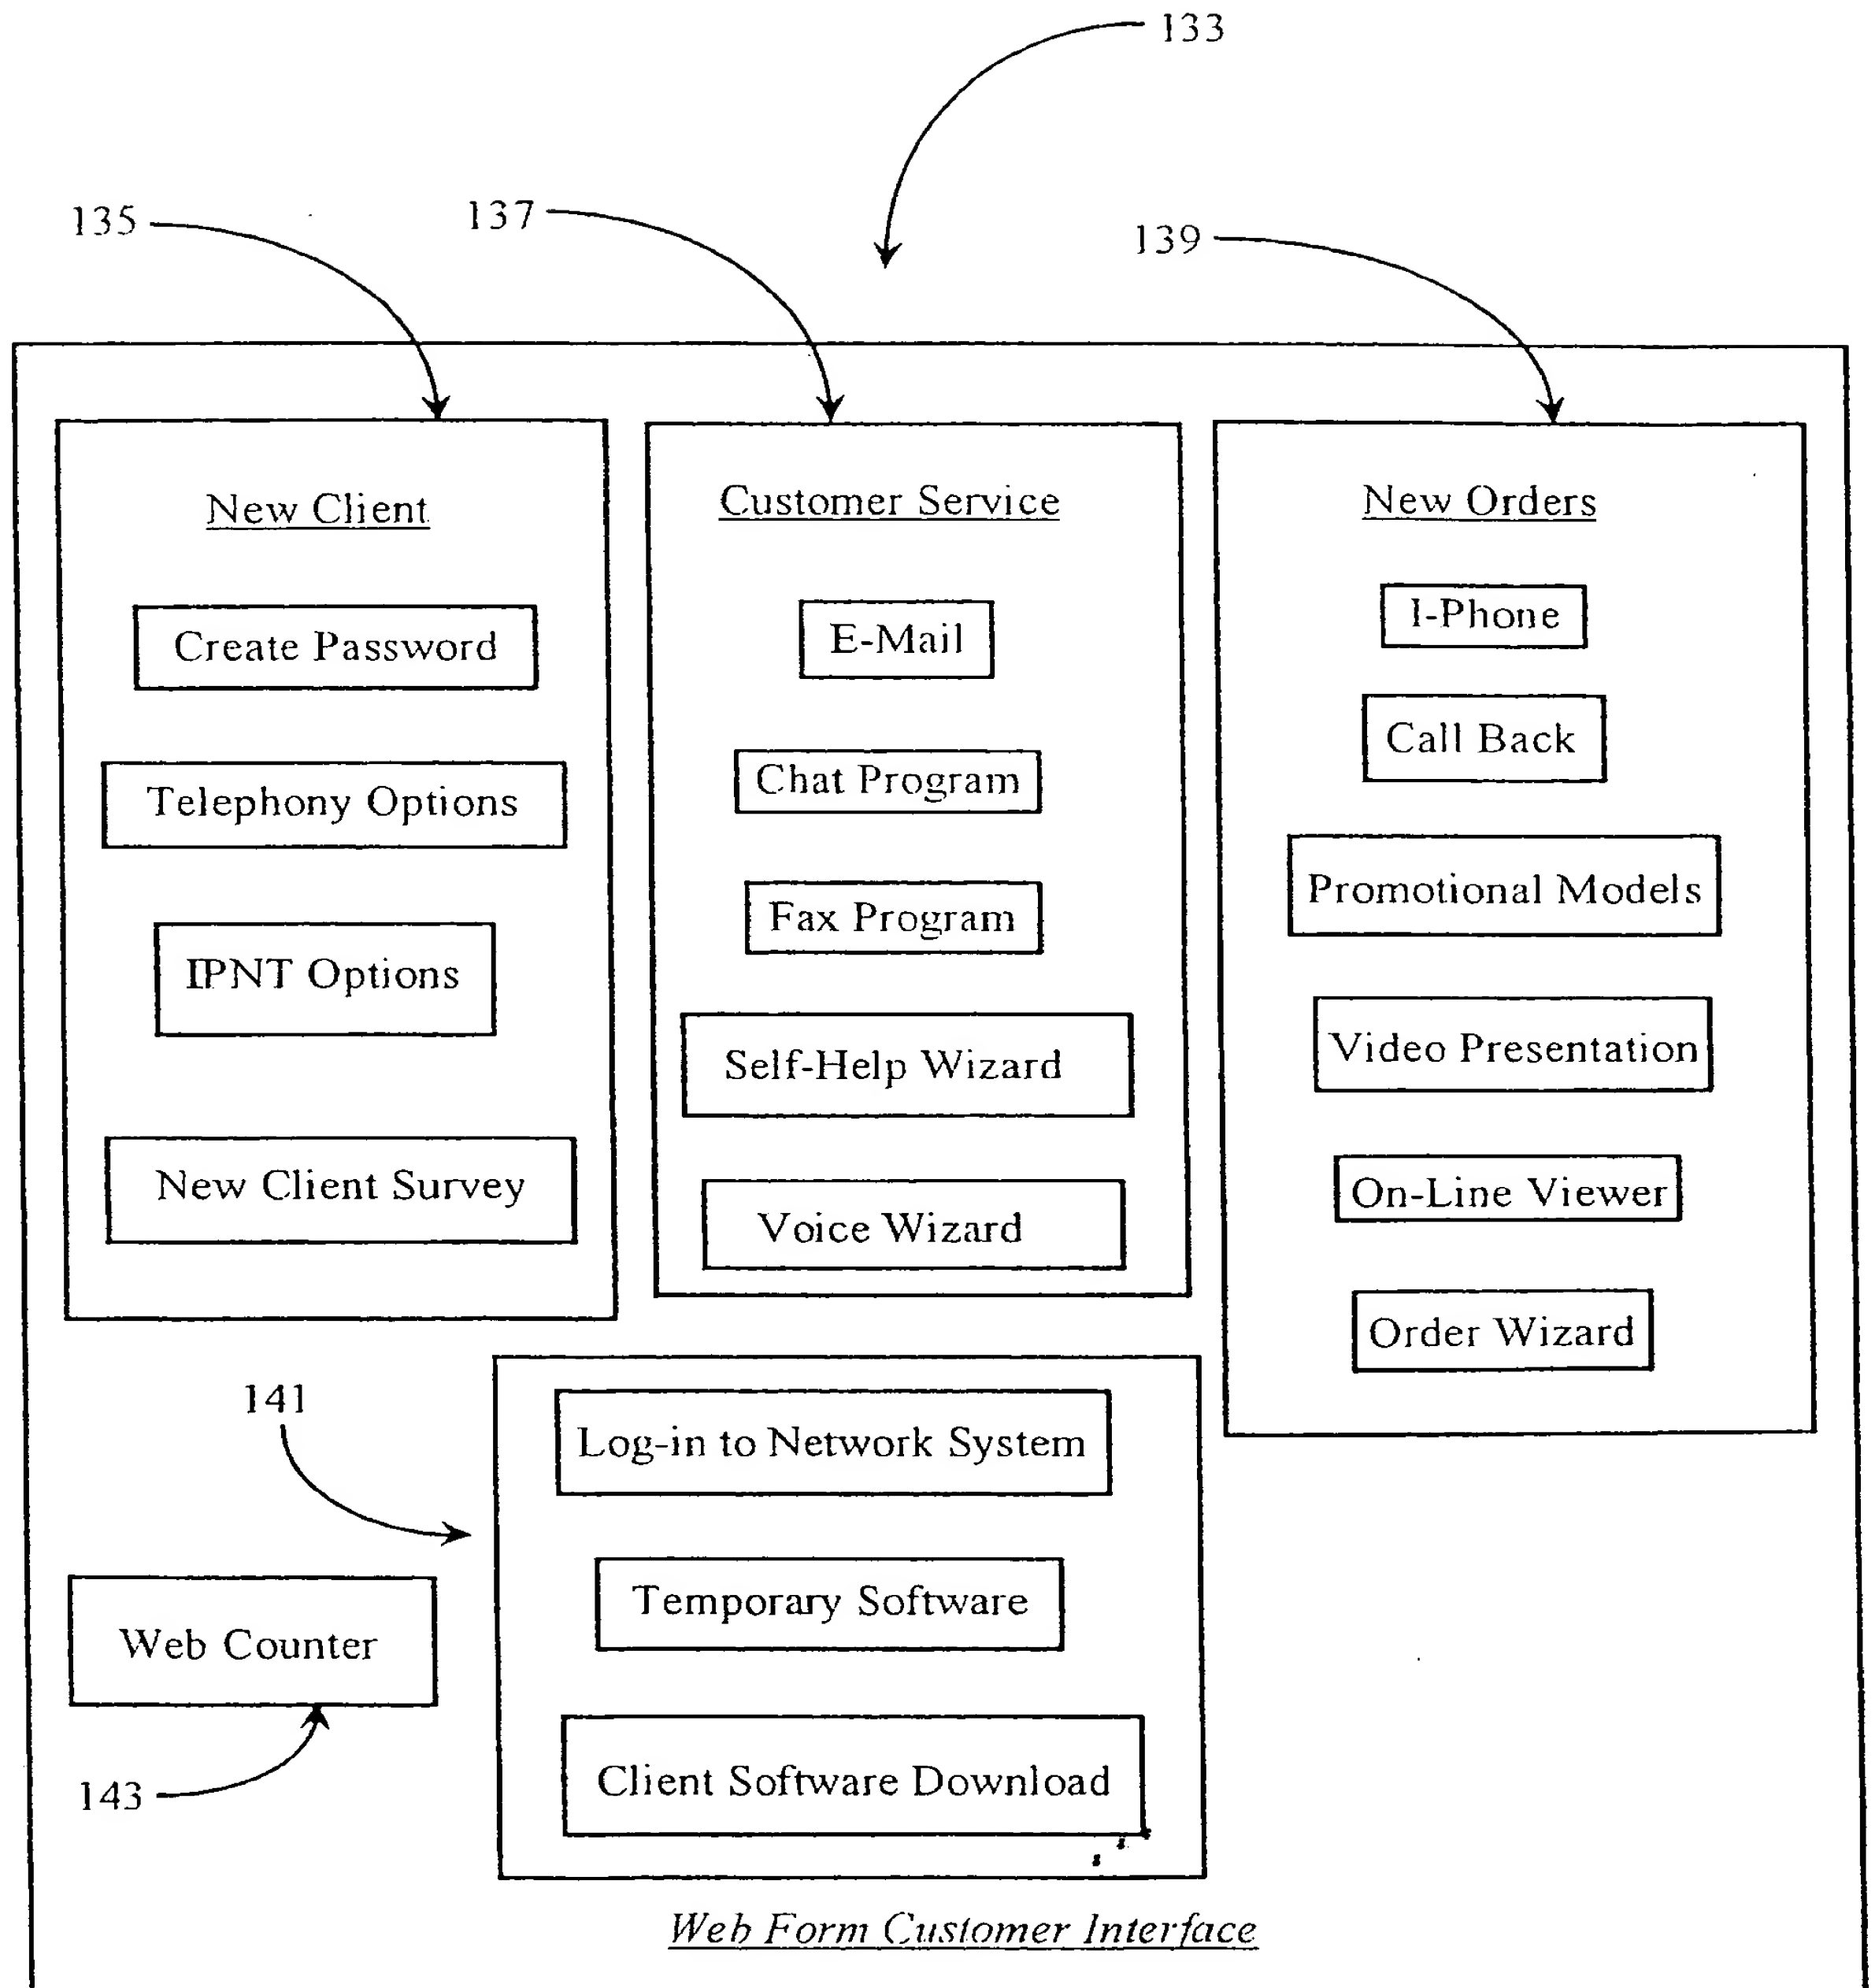 133
135
137
139
New Client
Create Password
Telephony Options
IPNT Options
New Client Survey
Customer Service
E-Mail
Chat Program
Fax Program
Self-Help Wizard
Voice Wizard
New Orders
I-Phone
Call Back
Promotional Models
Video Presentation
On-Line Viewer
Order Wizard
141
Log-in to Network System
Temporary Software
Client Software Download
Web Counter
143
Web Form Customer Interface